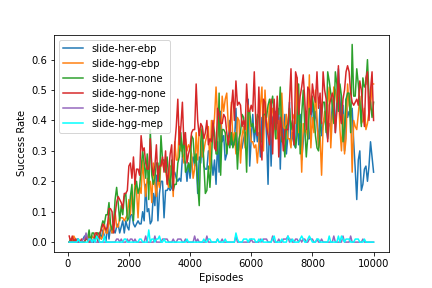 slide-her-ebp
slide-hgg-ebp
slide-her-none
slide-hgg-none
slide-her-mep
slide-hgg-mep
Success Rate
0.6
0.5
0.4
0.3
0.2
0.1
0.0
0 2000 4000 6000 8000 10000
Episodes